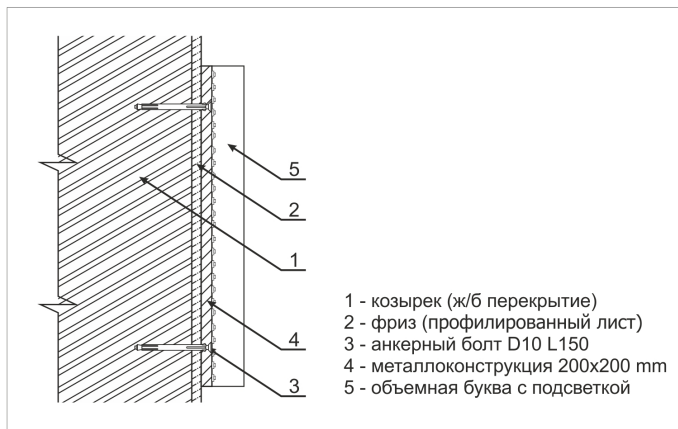 5
2
1
4
3
1 - козырек (ж/б перекрытие)
2 - фриз (профилированный лист)
3 - анкерный болт D10 L150
4 - металлоконструкция 200x200 mm
5 - объемная буква с подсветкой